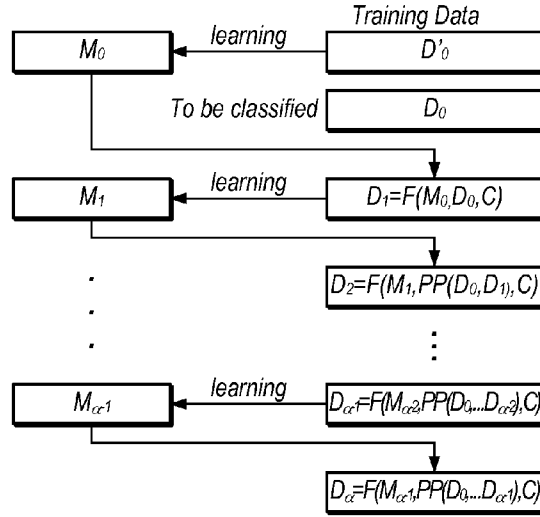 Training Data
M₀ learning D'₀
To be classified D₀
M₁ learning D₁=F(M₀,D₀,C)
D₂=F(M₁,PP(D₀,D₁),C)
Mα-1 learning Dα-1=F(Mα-2,PP(D₀,...Dα-2),C)
Dα=F(Mα-1,PP(D₀,...Dα-1),C)